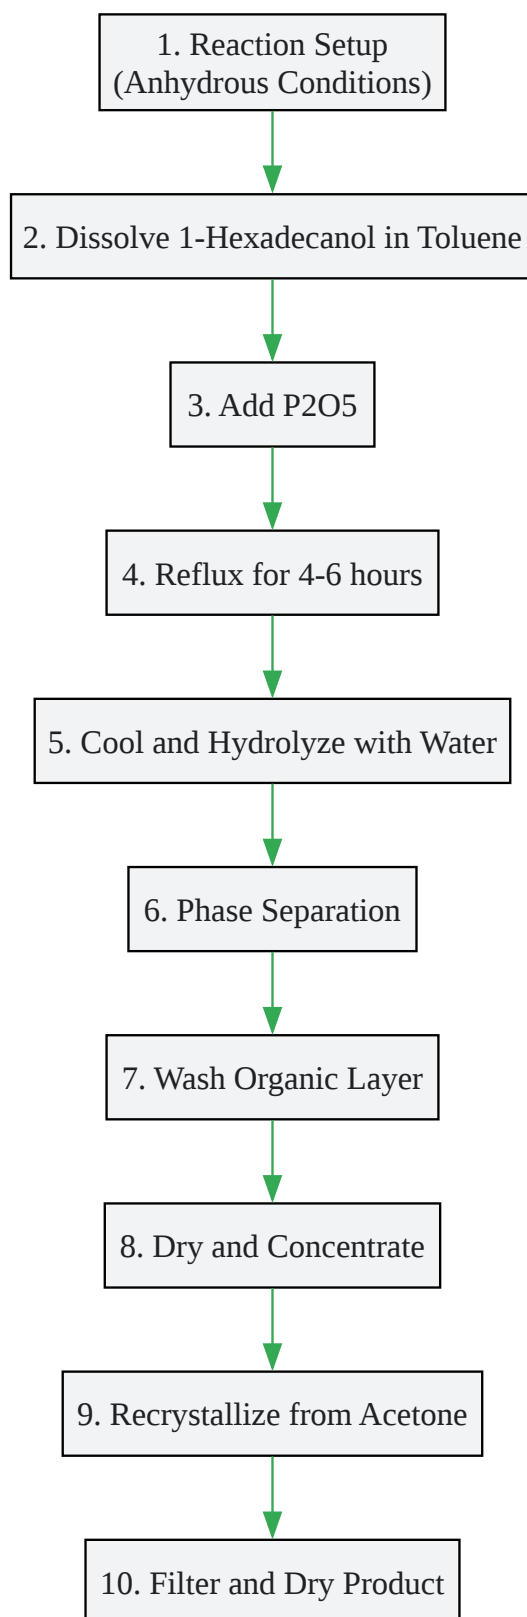 1. Reaction Setup
(Anhydrous Conditions)
2. Dissolve 1-Hexadecanol in Toluene
3. Add P2O5
4. Reflux for 4-6 hours
5. Cool and Hydrolyze with Water
6. Phase Separation
7. Wash Organic Layer
8. Dry and Concentrate
9. Recrystallize from Acetone
10. Filter and Dry Product